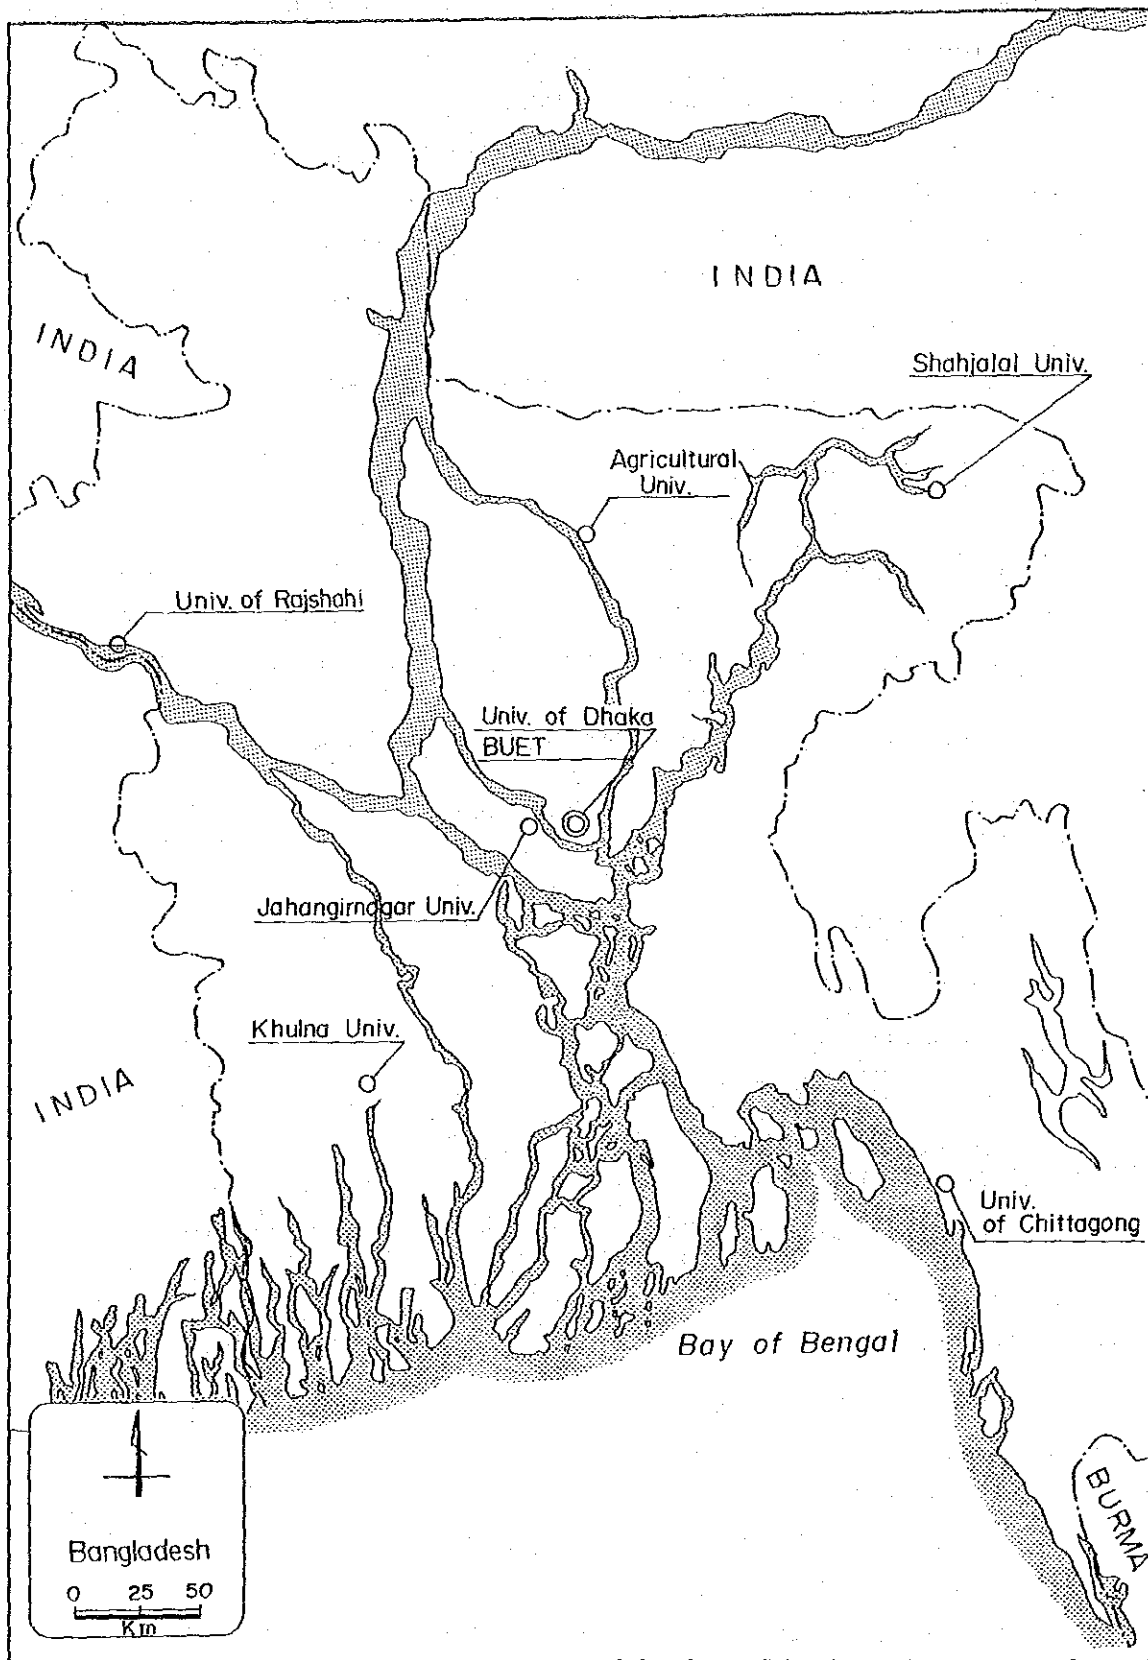 INDIA
INDIA
Shahjalal Univ.
Agricultural
Univ.
Univ. of Rajshahi
Univ. of Dhaka
BUET
Jahangirnagar Univ.
Khulna Univ.
INDIA
Univ.
of Chittagong
Bay of Bengal
BURMA
Bangladesh
0 25 50
Km